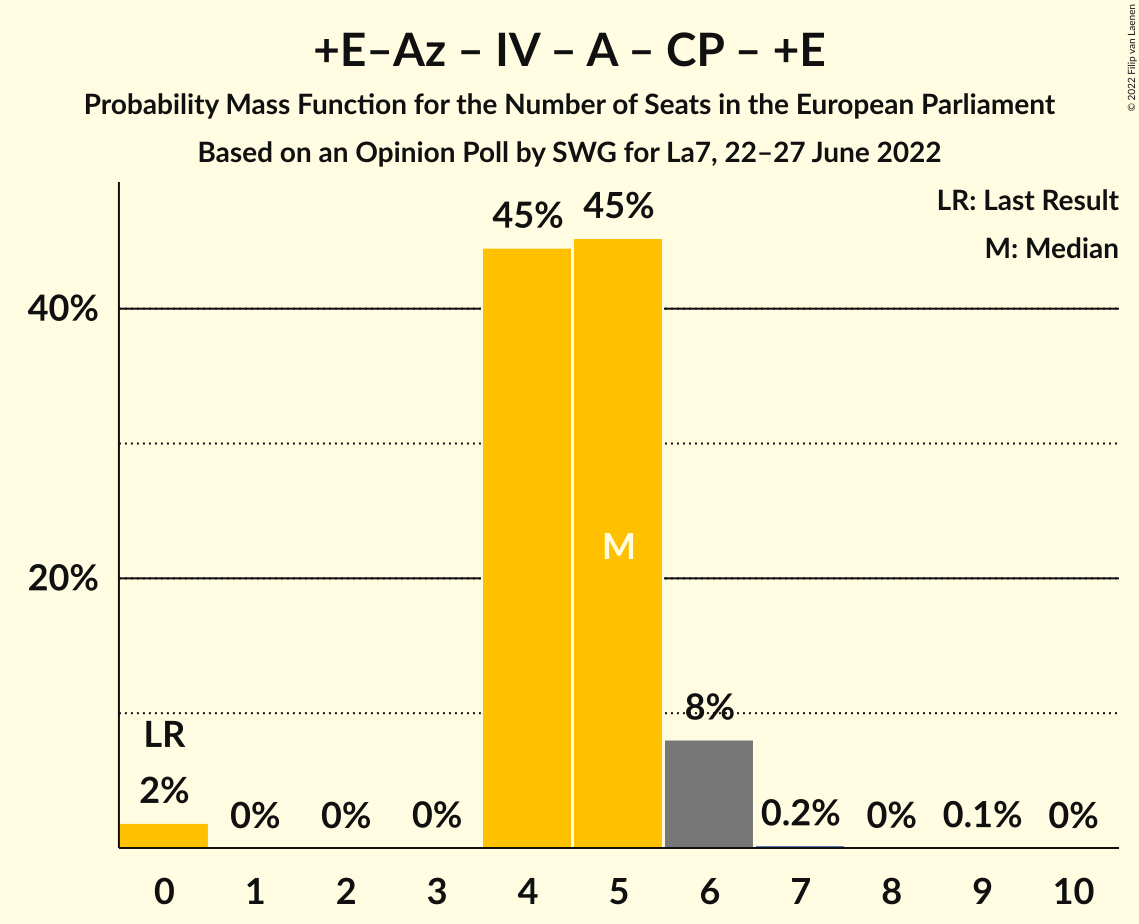 +E–Az – IV – A – CP – +E
Probability Mass Function for the Number of Seats in the European Parliament
Based on an Opinion Poll by SWG for La7, 22–27 June 2022
© 2022 Filip van Laenen
LR: Last Result
M: Median
45% 45%
40%
M
20%
8%
LR
2% 0% 0% 0% 0.2% 0% 0.1% 0%
0 1 2 3 4 5 6 7 8 9 10